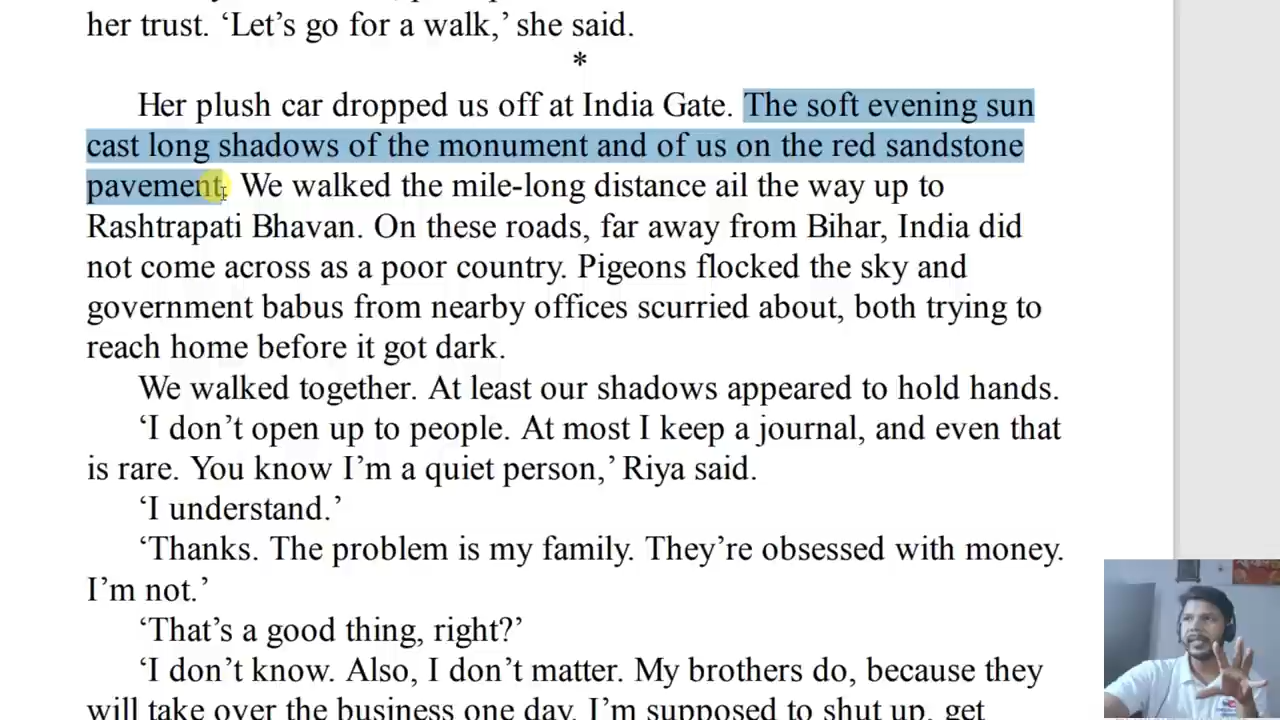 her trust. ‘Let’s go for a walk,’ she said.
*
Her plush car dropped us off at India Gate. The soft evening sun
cast long shadows of the monument and of us on the red sandstone
pavement. We walked the mile-long distance ail the way up to
Rashtrapati Bhavan. On these roads, far away from Bihar, India did
not come across as a poor country. Pigeons flocked the sky and
government babus from nearby offices scurried about, both trying to
reach home before it got dark.
We walked together. At least our shadows appeared to hold hands.
‘I don’t open up to people. At most I keep a journal, and even that
is rare. You know I’m a quiet person,’ Riya said.
‘I understand.’
‘Thanks. The problem is my family. They’re obsessed with money.
I’m not.’
‘That’s a good thing, right?’
‘I don’t know. Also, I don’t matter. My brothers do, because they
will take over the business one day. I’m supposed to shut up, get